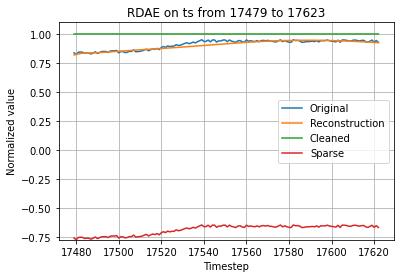 RDAE on ts from 17479 to 17623
Normalized value
1.00
0.75
0.50
0.25
0.00
−0.25
−0.50
−0.75
Original
Reconstruction
Cleaned
Sparse
17480 17500 17520 17540 17560 17580 17600 17620
Timestep